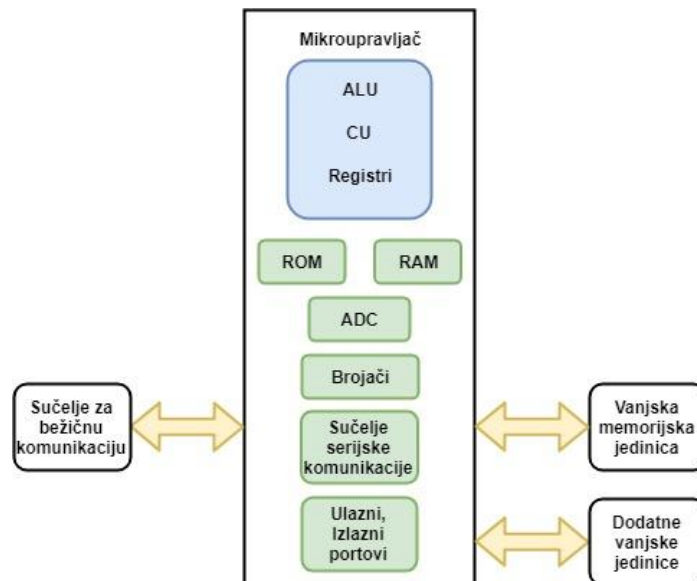 Mikroupravljač
ALU
CU
Registri
ROM
RAM
ADC
Brojači
Sučelje
serijske
komunikacije
Ulazni,
Izlazni
portovi
Sučelje za
bežičnu
komunikaciju
Vanjska
memorijska
jedinica
Dodatne
vanjske
jedinice